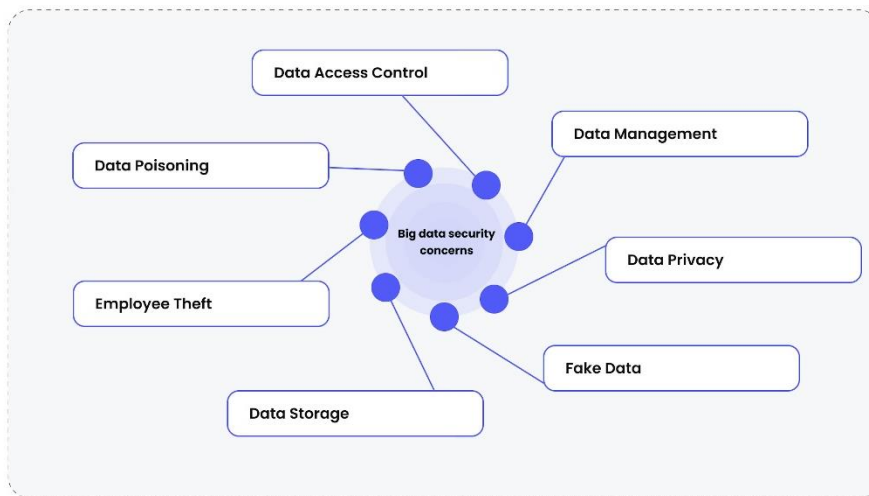 Data Access Control
Data Management
Data Poisoning
Big data security
concerns
Data Privacy
Employee Theft
Fake Data
Data Storage